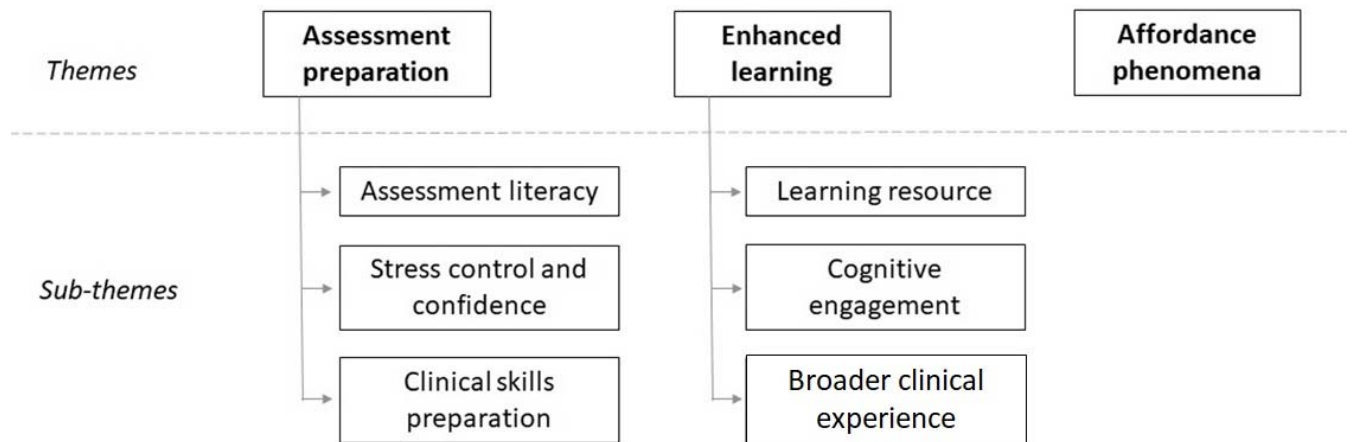 Themes
Assessment
preparation
Enhanced
learning
Affordance
phenomena
Sub-themes
Assessment literacy
Stress control and
confidence
Clinical skills
preparation
Learning resource
Cognitive
engagement
Broader clinical
experience